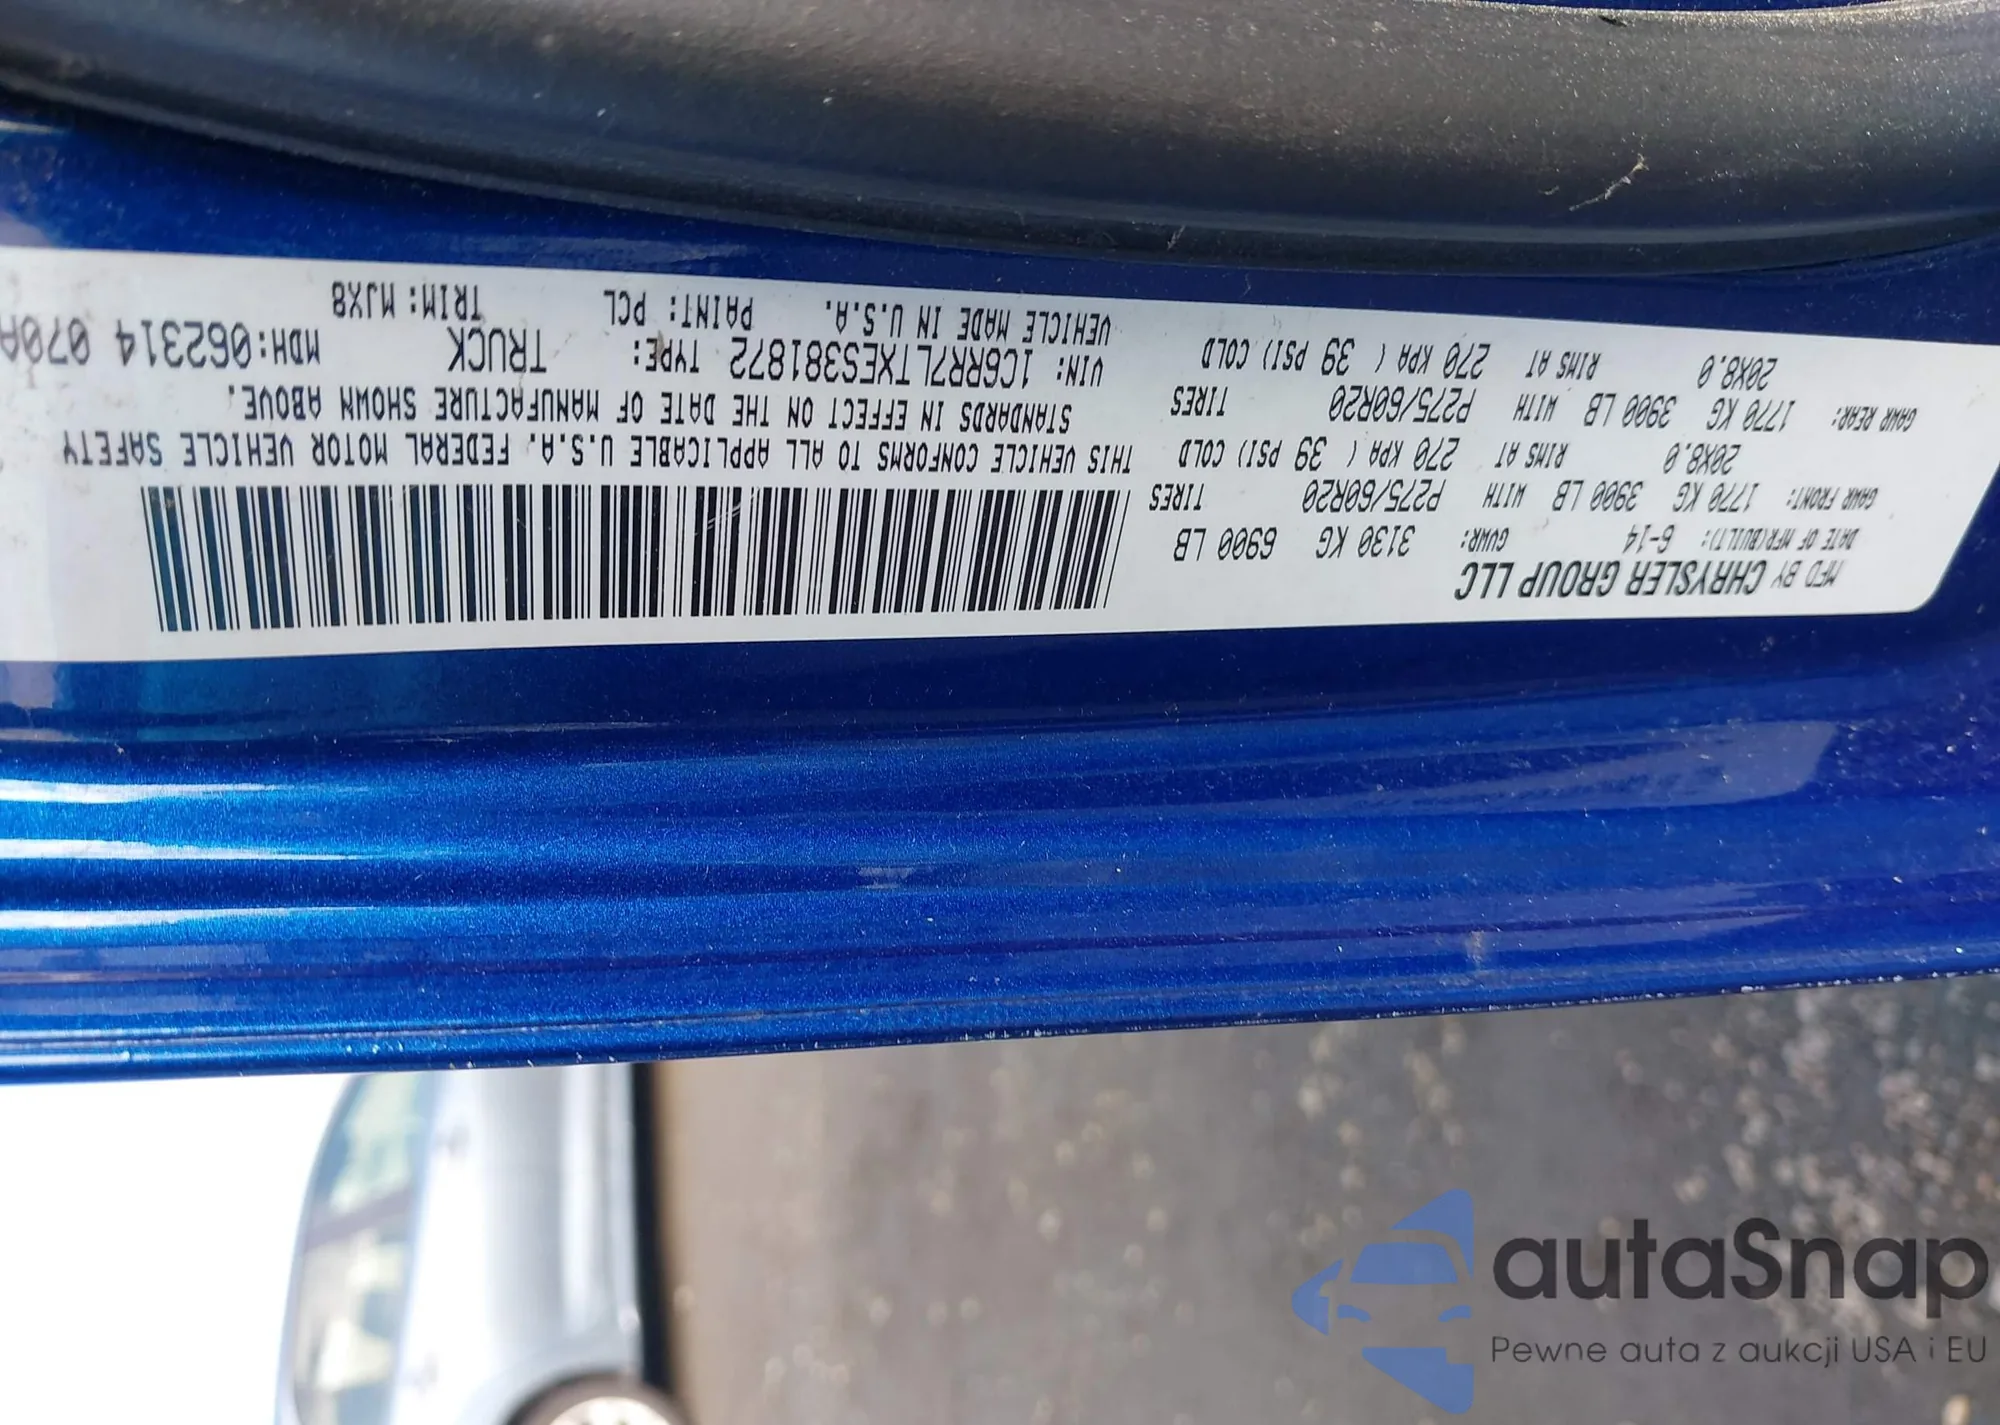 MFD BY CHRYSLER GROUP LLC
DATE OF MFR(BUILT): 6-14 GVWR: 3130 KG 6900 LB
GAWR FRONT: 1770 KG 3900 LB WITH P275/60R20 TIRES
20X8.0 RIMS AT 270 KPA ( 39 PSI) COLD
GAWR REAR: 1770 KG 3900 LB WITH P275/60R20 TIRES
20X8.0 RIMS AT 270 KPA ( 39 PSI) COLD
THIS VEHICLE CONFORMS TO ALL APPLICABLE U.S.A. FEDERAL MOTOR VEHICLE SAFETY
STANDARDS IN EFFECT ON THE DATE OF MANUFACTURE SHOWN ABOVE.
VIN: 1C6RR7LTXES381872 TYPE: TRUCK MDH:062314 070A
VEHICLE MADE IN U.S.A. PAINT: PCL TRIM: MJX8
autaSnap
Pewne auta z aukcji USA i EU